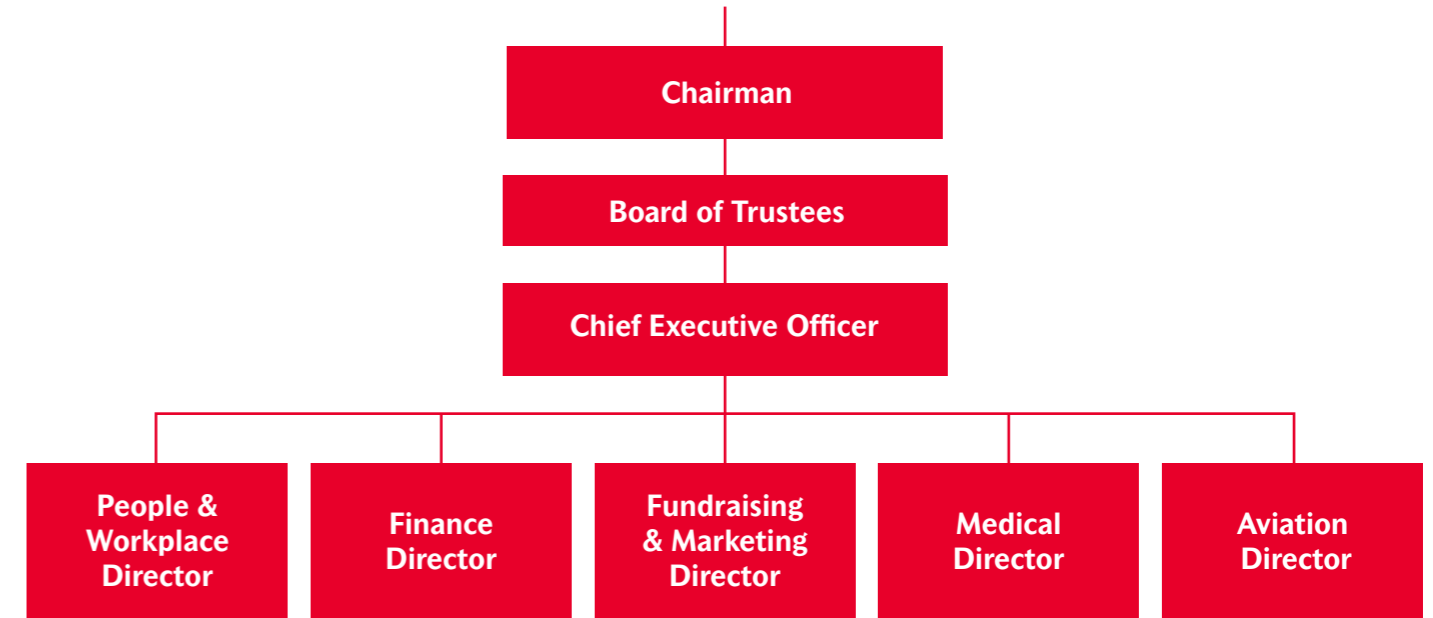 Chairman
Board of Trustees
Chief Executive Officer
People &
Workplace
Director
Finance
Director
Fundraising
& Marketing
Director
Medical
Director
Aviation
Director